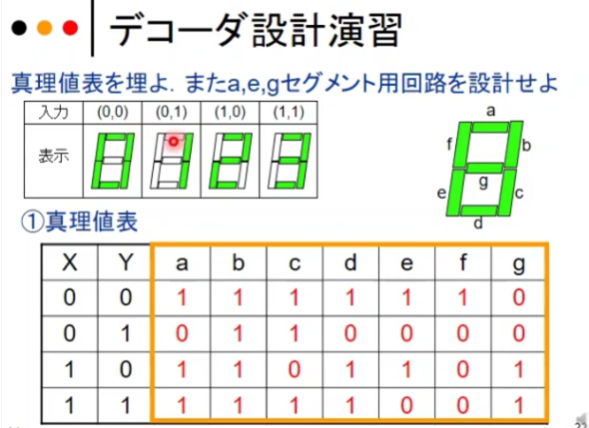 デコーダ設計演習
真理値表を埋よ．またa,e,gセグメント用回路を設計せよ
入力 (0,0) (0,1) (1,0) (1,1)
表示
a
f b
g
e c
d
①真理値表
X Y a b c d e f g
0 0 1 1 1 1 1 1 0
0 1 0 1 1 0 0 0 0
1 0 1 1 0 1 1 0 1
1 1 1 1 1 1 0 0 1